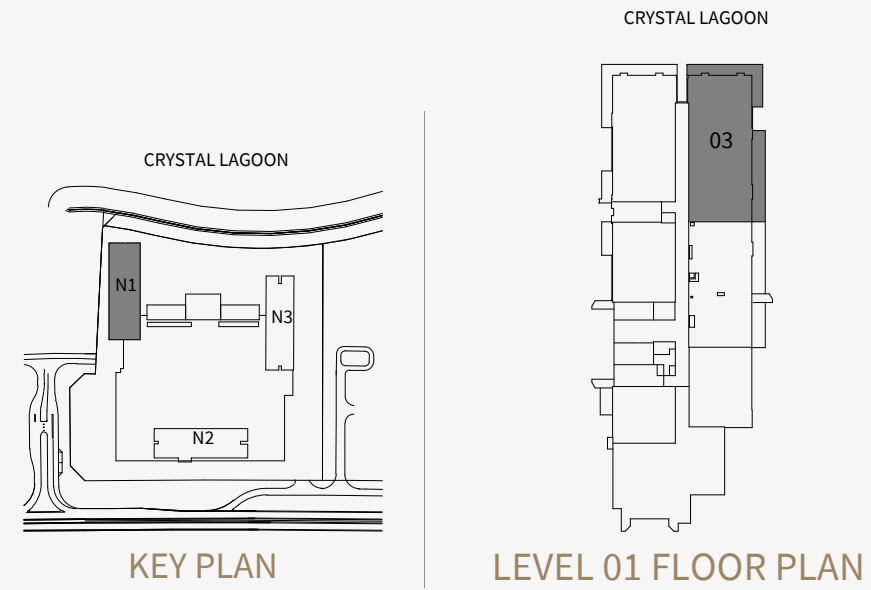 CRYSTAL LAGOON
N1
N3
N2
KEY PLAN
CRYSTAL LAGOON
03
LEVEL 01 FLOOR PLAN